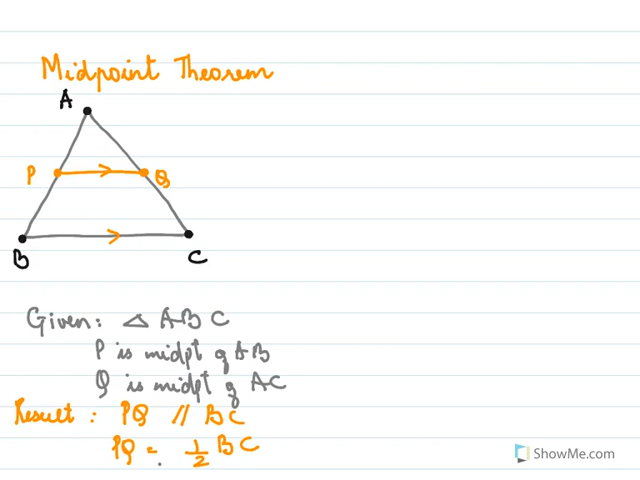 Midpoint Theorem
A
P Q
B C
Given: △ ABC
P is midpt of AB
Q is midpt of AC
Result: PQ // BC
PQ = 1/2 BC
ShowMe.com